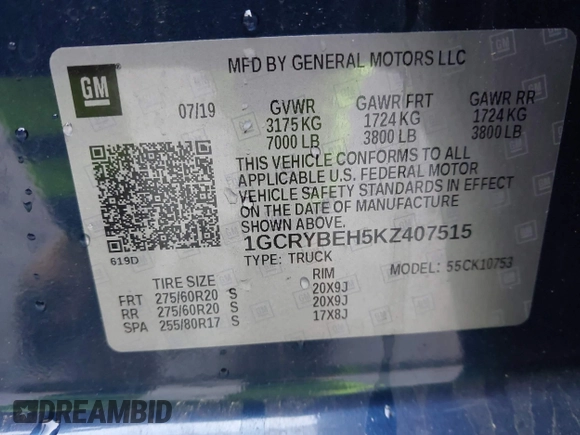 GM
MFD BY GENERAL MOTORS LLC
07/19
GVWR GAWR FRT GAWR RR
3175 KG 1724 KG 1724 KG
7000 LB 3800 LB 3800 LB
THIS VEHICLE CONFORMS TO ALL
APPLICABLE U.S. FEDERAL MOTOR
VEHICLE SAFETY STANDARDS IN EFFECT
ON THE DATE OF MANUFACTURE
SHOWN ABOVE.
1GCRYBEH5KZ407515
619D
TYPE: TRUCK MODEL: 55CK10753
TIRE SIZE RIM
FRT 275/60R20 S 20X9J
RR 275/60R20 S 20X9J
SPA 255/80R17 S 17X8J
DREAMBID